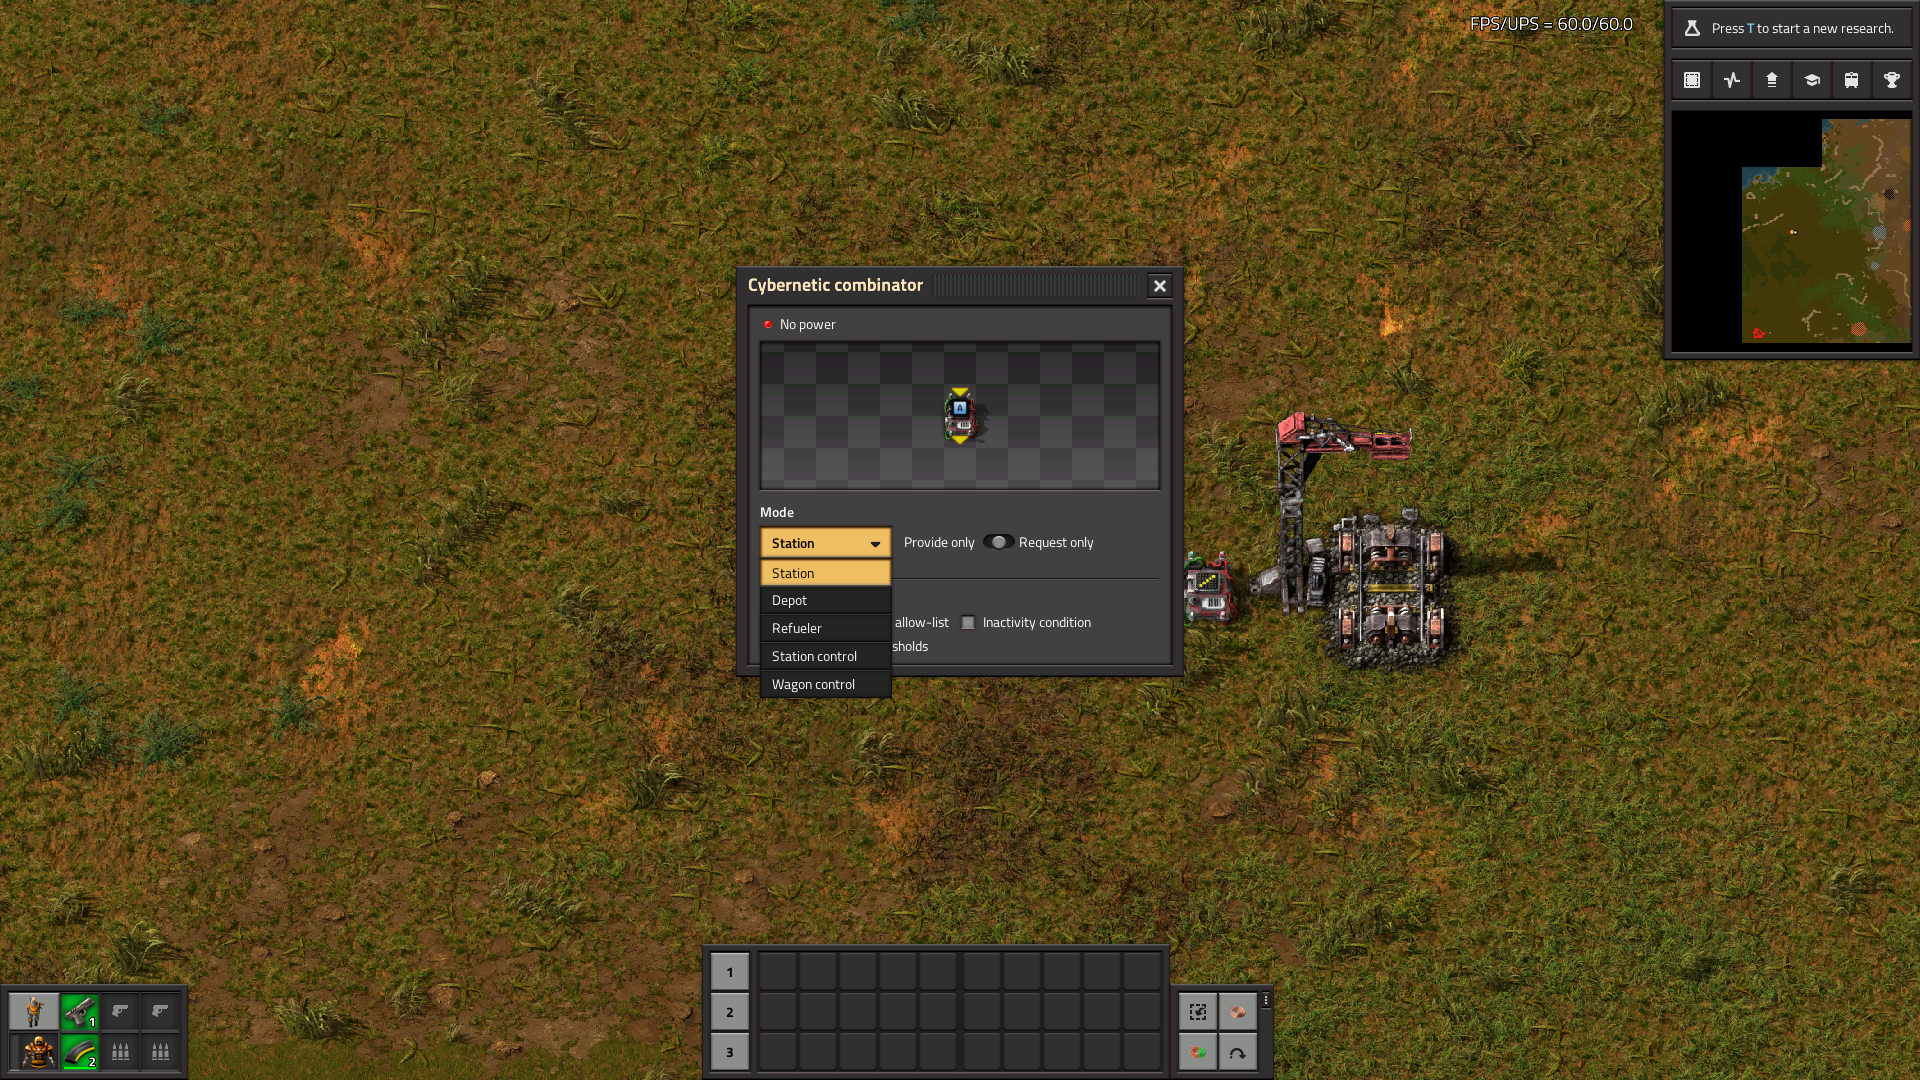 FPS/UPS = 60.0/60.0
Press T to start a new research.
Cybernetic combinator
No power
A
Mode
Station
Provide only
Request only
Station
Depot
Refueler
Station control
Wagon control
allow-list
Inactivity condition
sholds
1
2
3
1
2